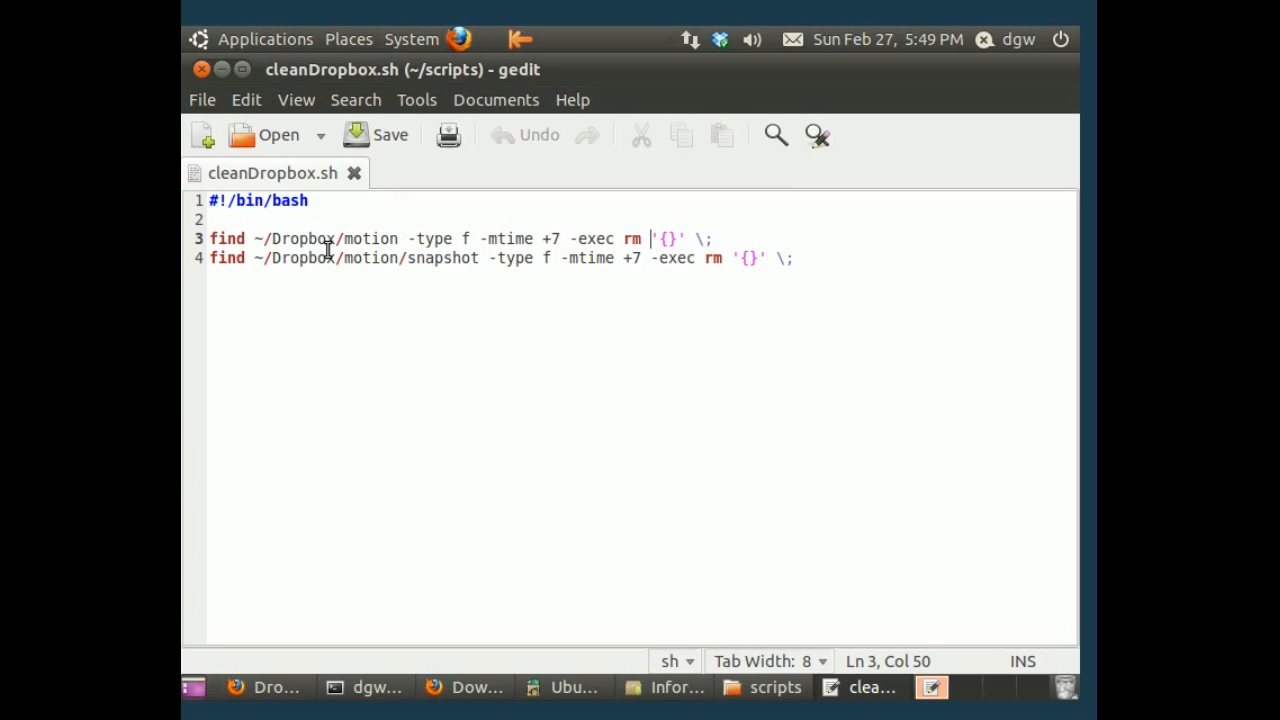 Applications Places System Sun Feb 27, 5:49 PM dgw
cleanDropbox.sh (~/scripts) - gedit
File Edit View Search Tools Documents Help
Open Save Undo
cleanDropbox.sh
1 #!/bin/bash
2
3 find ~/Dropbox/motion -type f -mtime +7 -exec rm '{}' \;
4 find ~/Dropbox/motion/snapshot -type f -mtime +7 -exec rm '{}' \;
sh Tab Width: 8 Ln 3, Col 50 INS
Dro... dgw... Dow... Ubu... Infor... scripts clea...